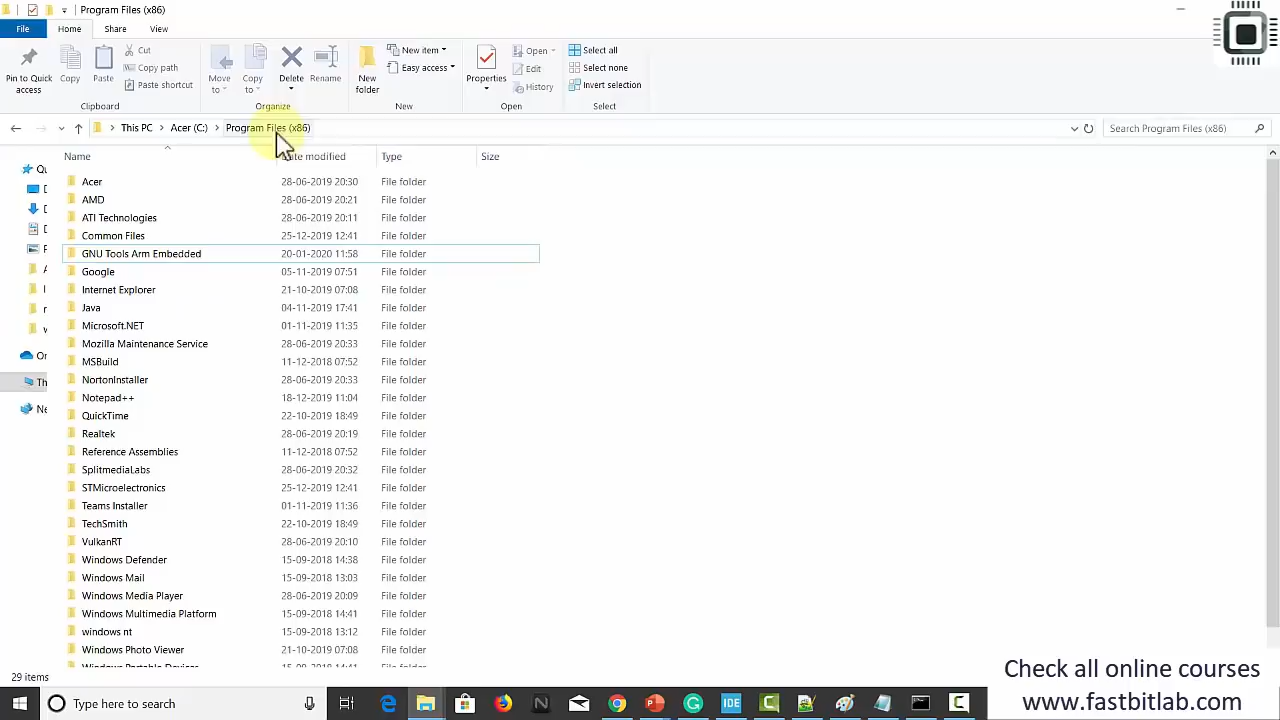 Program Files (x86)
File Home Share View
Pin to Quick access
Copy
Paste
Cut
Copy path
Paste shortcut
Clipboard
Move to
Copy to
Delete
Rename
Organize
New folder
New item
Easy access
New
Properties
Open
Edit
History
Open
Select all
Select none
Invert selection
Select
This PC > Acer (C:) > Program Files (x86)
Search Program Files (x86)
Name Date modified Type Size
Acer 28-06-2019 20:30 File folder
AMD 28-06-2019 20:21 File folder
ATI Technologies 28-06-2019 20:11 File folder
Common Files 25-12-2019 12:41 File folder
GNU Tools Arm Embedded 20-01-2020 11:58 File folder
Google 05-11-2019 07:51 File folder
Internet Explorer 21-10-2019 07:08 File folder
Java 04-11-2019 17:41 File folder
Microsoft.NET 01-11-2019 11:35 File folder
Mozilla Maintenance Service 28-06-2019 20:33 File folder
MSBuild 11-12-2018 07:52 File folder
NortonInstaller 28-06-2019 20:33 File folder
Notepad++ 18-12-2019 11:04 File folder
QuickTime 22-10-2019 18:49 File folder
Realtek 28-06-2019 20:19 File folder
Reference Assemblies 11-12-2018 07:52 File folder
SplitmediaLabs 28-06-2019 20:32 File folder
STMicroelectronics 25-12-2019 12:41 File folder
Teams Installer 01-11-2019 11:36 File folder
TechSmith 22-10-2019 18:49 File folder
VulkanRT 28-06-2019 20:10 File folder
Windows Defender 15-09-2018 14:38 File folder
Windows Mail 15-09-2018 13:03 File folder
Windows Media Player 28-06-2019 20:09 File folder
Windows Multimedia Platform 15-09-2018 14:41 File folder
windows nt 15-09-2018 13:12 File folder
Windows Photo Viewer 21-10-2019 07:08 File folder
29 items
Type here to search
IDE
Check all online courses
www.fastbitlab.com